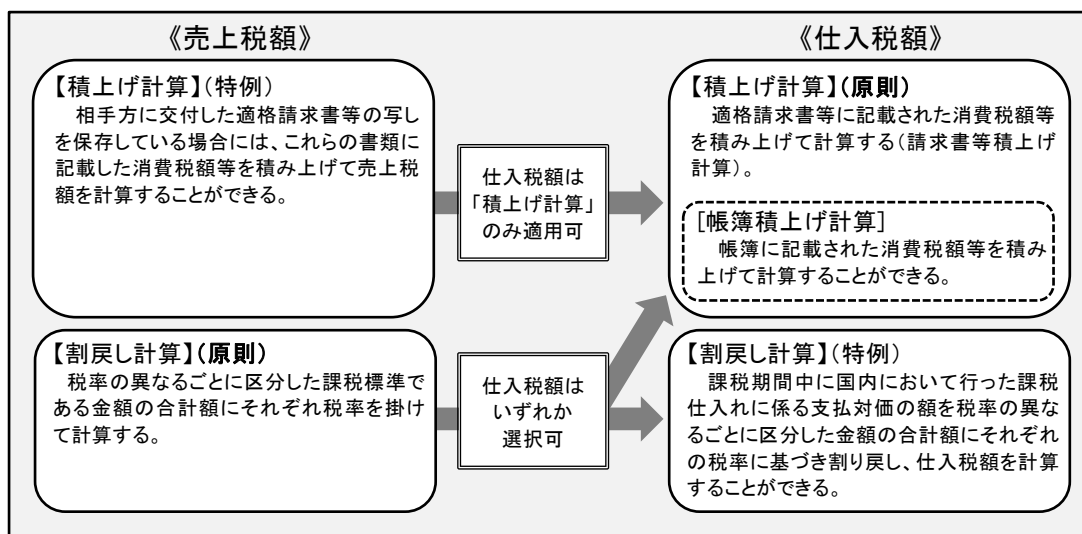 《売上税額》
【積上げ計算】(特例)
相手方に交付した適格請求書等の写し
を保存している場合には、これらの書類に
記載した消費税額等を積み上げて売上税
額を計算することができる。
【割戻し計算】(原則)
税率の異なるごとに区分した課税標準で
ある金額の合計額にそれぞれ税率を掛け
て計算する。
仕入税額は
「積上げ計算」
のみ適用可
仕入税額は
いずれか
選択可
《仕入税額》
【積上げ計算】(原則)
適格請求書等に記載された消費税額等
を積み上げて計算する(請求書等積上げ
計算)。
[帳簿積上げ計算]
帳簿に記載された消費税額等を積み
上げて計算することができる。
【割戻し計算】(特例)
課税期間中に国内において行った課税
仕入れに係る支払対価の額を税率の異な
るごとに区分した金額の合計額にそれぞれ
の税率に基づき割り戻し、仕入税額を計算
することができる。